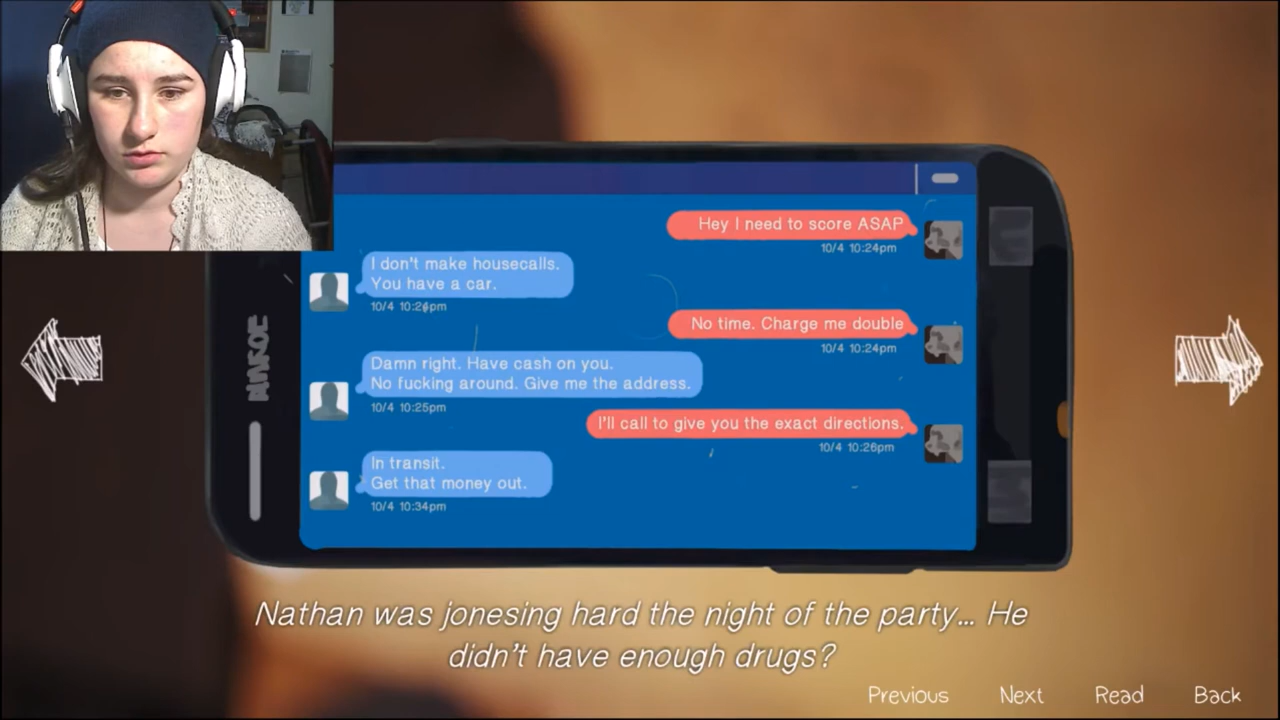 Hey I need to score ASAP
10/4 10:24pm
I don't make housecalls.
You have a car.
10/4 10:24pm
No time. Charge me double
10/4 10:24pm
Damn right. Have cash on you.
No fucking around. Give me the address.
10/4 10:25pm
I'll call to give you the exact directions.
10/4 10:26pm
In transit.
Get that money out.
10/4 10:34pm
Nathan was jonesing hard the night of the party... He
didn't have enough drugs?
Previous Next Read Back